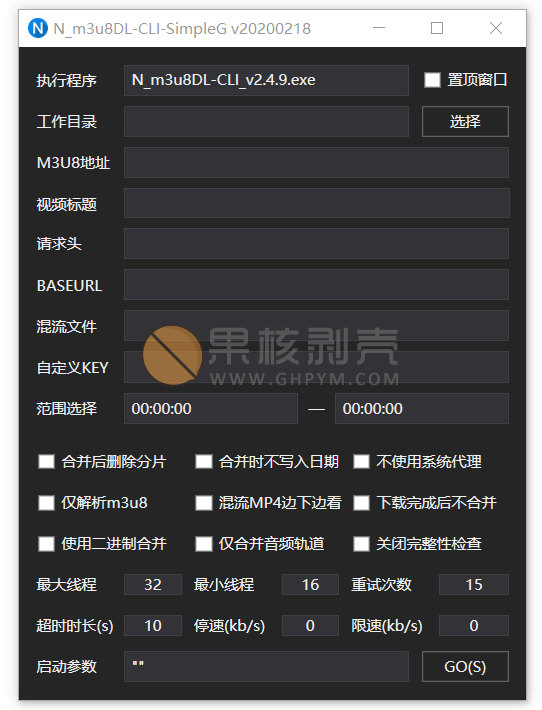 N_m3u8DL-CLI-SimpleG v20200218
执行程序 N_m3u8DL-CLI_v2.4.9.exe 置顶窗口
工作目录 选择
M3U8地址
视频标题
请求头
BASEURL
混流文件
果核剥壳
自定义KEY
WWW.GHPYM.COM
范围选择 00:00:00 — 00:00:00
合并后删除分片 合并时不写入日期 不使用系统代理
仅解析m3u8 混流MP4边下边看 下载完成后不合并
使用二进制合并 仅合并音频轨道 关闭完整性检查
最大线程 32 最小线程 16 重试次数 15
超时时长(s) 10 停速(kb/s) 0 限速(kb/s) 0
启动参数 "" GO(S)